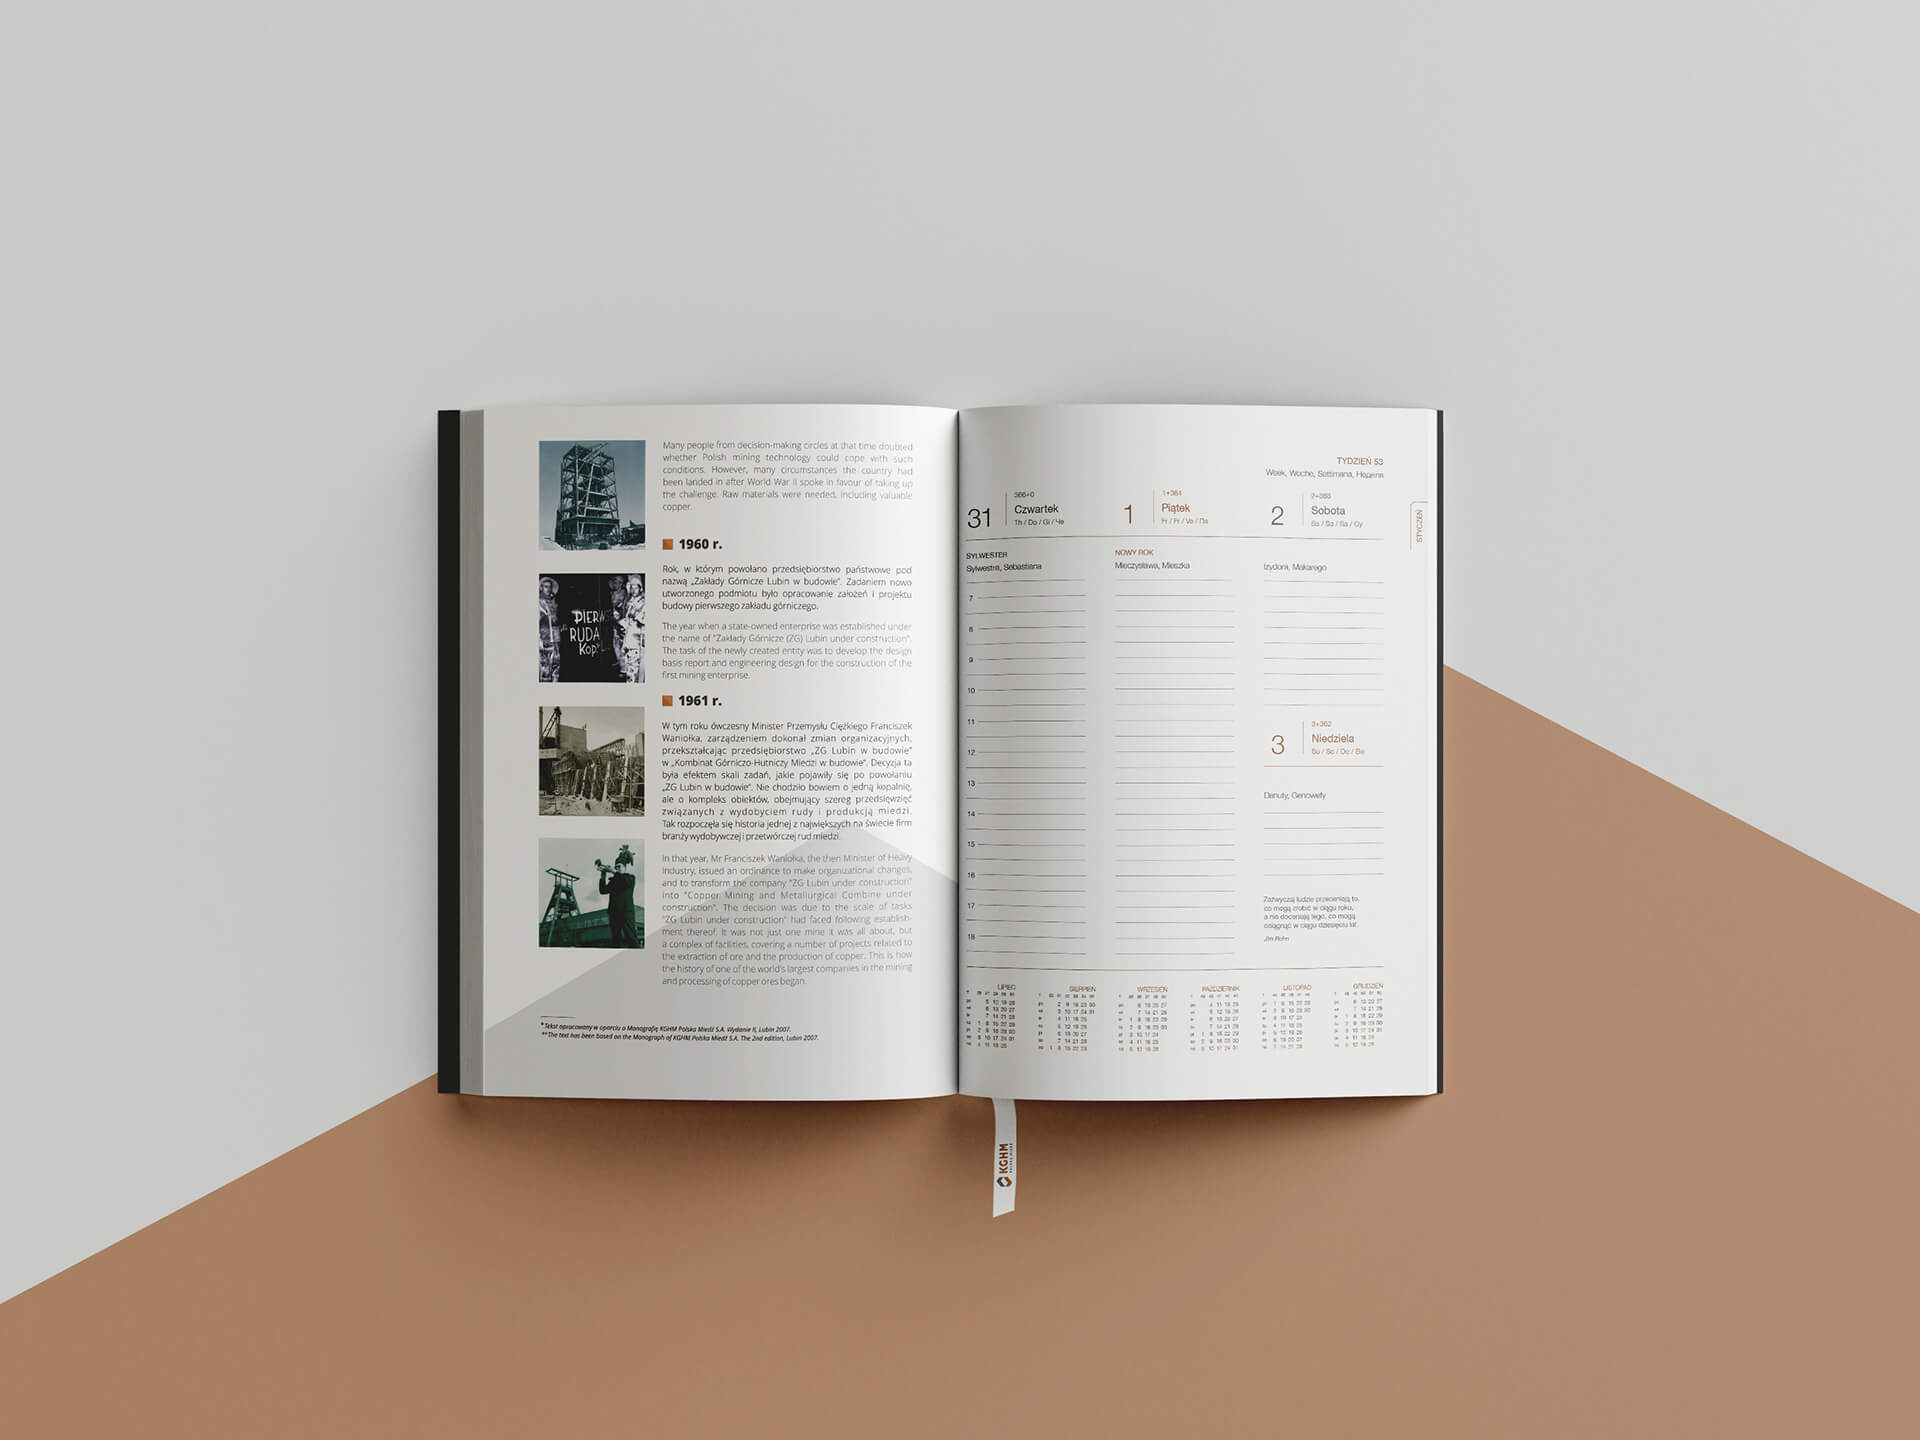 Many people from decision-making circles at that time doubted
whether Polish mining technology could cope with such
conditions. However, many circumstances the country had
been landed in after World War II spoke in favour of taking up
the challenge. Raw materials were needed, including valuable
copper.
1960 r.
Rok, w którym powołano przedsiębiorstwo państwowe pod
nazwą „Zakłady Górnicze Lubin w budowie”. Zadaniem nowo
utworzonego podmiotu było opracowanie założeń i projektu
budowy pierwszego zakładu górniczego.
The year when a state-owned enterprise was established under
the name of “Zakłady Górnicze (ZG) Lubin under construction”.
The task of the newly created entity was to develop the design
basis report and engineering design for the construction of the
first mining enterprise.
PIER
RUDA
1961 r.
W tym roku ówczesny Minister Przemysłu Ciężkiego Franciszek
Waniołka, zarządzeniem dokonał zmian organizacyjnych,
przekształcając przedsiębiorstwo „ZG Lubin w budowie”
w „Kombinat Górniczo-Hutniczy Miedzi w budowie”. Decyzja ta
była efektem skali zadań, jakie pojawiły się po powołaniu
„ZG Lubin w budowie”. Nie chodziło bowiem o jedną kopalnię,
ale o kompleks obiektów, obejmujący szereg przedsięwzięć
związanych z wydobyciem rudy i produkcją miedzi.
Tak rozpoczęła się historia jednej z największych na świecie firm
branży wydobywczej i przetwórczej rud miedzi.
In that year, Mr Franciszek Waniołka, the then Minister of Heavy
Industry, issued an ordinance to make organizational changes,
and to transform the company “ZG Lubin under construction”
into “Copper Mining and Metallurgical Combine under
construction”. The decision was due to the scale of tasks
“ZG Lubin under construction” had faced following establish-
ment thereof. It was not just one mine it was all about, but
a complex of facilities, covering a number of projects related to
the extraction of ore and the production of copper. This is how
the history of one of the world's largest companies in the mining
and processing of copper ores began.
* Tekst opracowany w oparciu o Monografię KGHM Polska Miedź S.A. Wydanie II, Lubin 2007.
** The text has been based on the Monograph of KGHM Polska Miedź S.A. The 2nd edition, Lubin 2007.
TYDZIEŃ 53
Week, Woche, Settimana, Неделя
STYCZEŃ
31
366+0
Czwartek
Th / Do / Gi / Че
1
1+364
Piątek
Fr / Fr / Ve / Пя
2
2+363
Sobota
Sa / Sa / Sa / Су
SYLWESTER
Sylwestra, Sebastiana
NOWY ROK
Mieczysława, Mieszka
Izydora, Makarego
7
8
9
10
11
12
13
14
15
16
17
18
3
3+362
Niedziela
Su / So / Do / Во
Danuty, Genowefy
Zazwyczaj ludzie przeceniają to,
co mogą zrobić w ciągu roku,
a nie doceniają tego, co mogą
osiągnąć w ciągu dziesięciu lat.
Jim Rohn
LIPIEC
SIERPIEŃ
WRZESIEŃ
PAŹDZIERNIK
LISTOPAD
GRUDZIEŃ
KGHM
POLSKA MIEDŹ